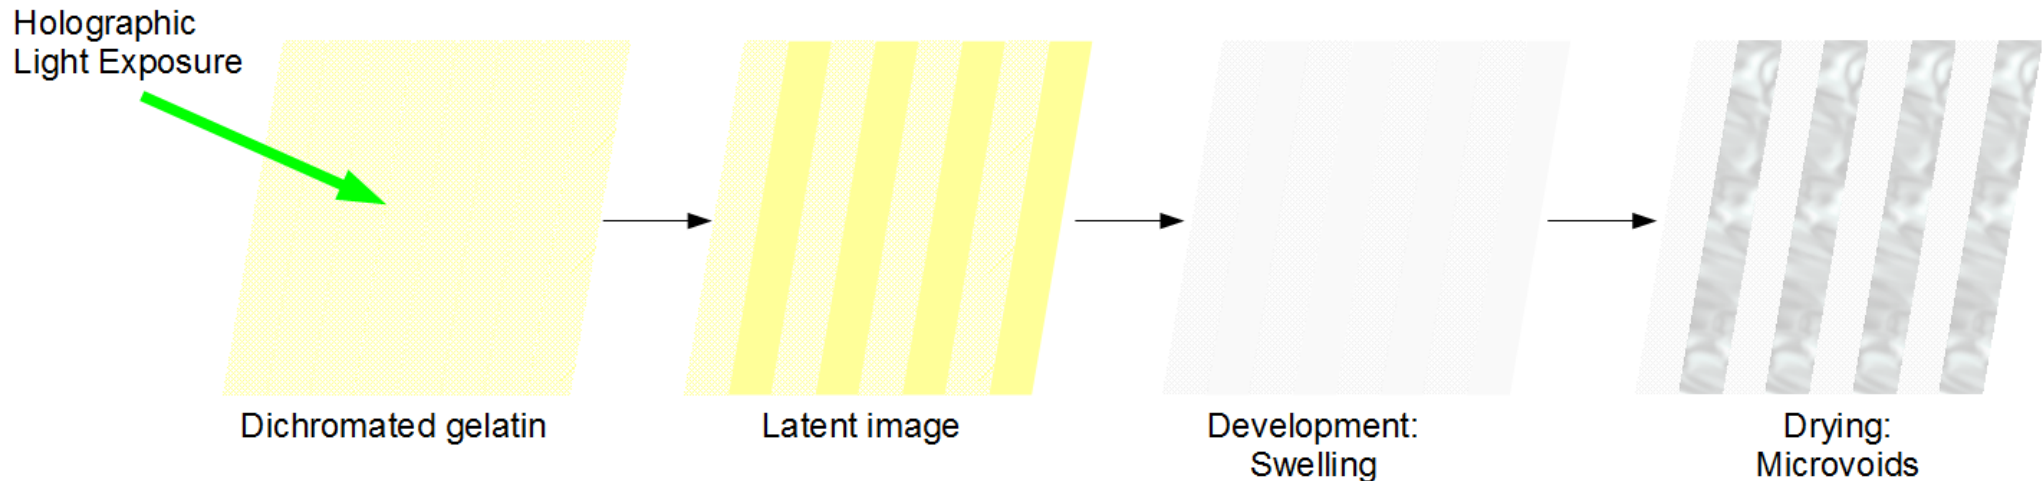 Holographic
Light Exposure
Dichromated gelatin
Latent image
Development:
Swelling
Drying:
Microvoids